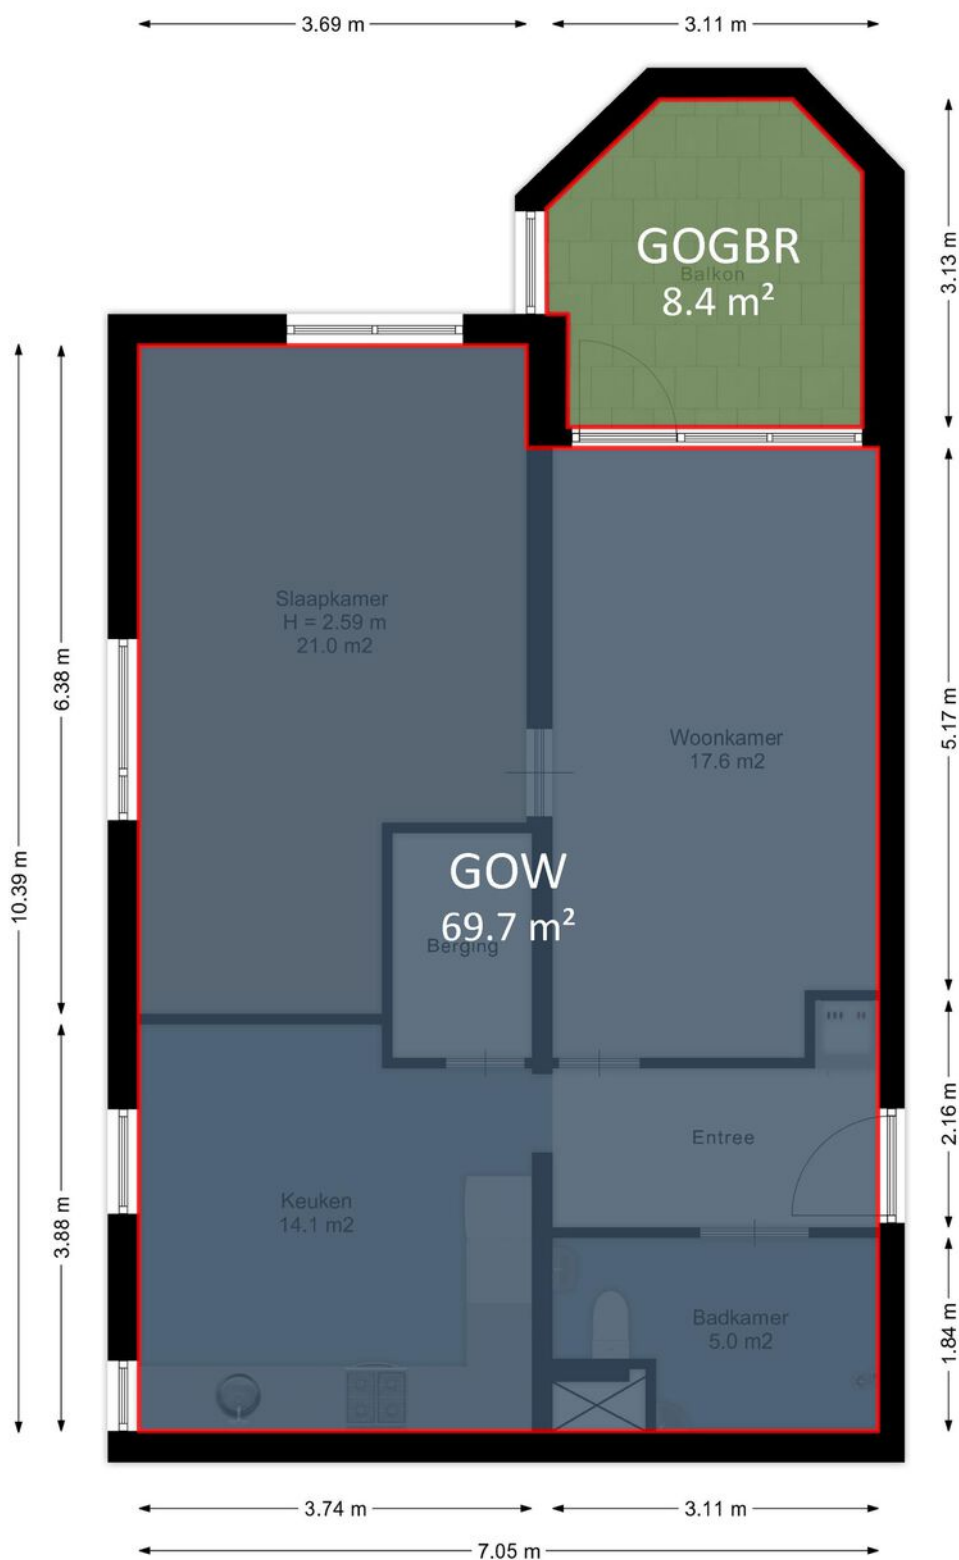 3.69 m
3.11 m
GOGBR
Balkon
8.4 m²
3.13 m
Slaapkamer
H = 2.59 m
21.0 m2
6.38 m
5.17 m
Woonkamer
17.6 m2
10.39 m
GOW
69.7 m²
Berging
2.16 m
Entree
Keuken
14.1 m2
3.88 m
Badkamer
5.0 m2
1.84 m
3.74 m
3.11 m
7.05 m